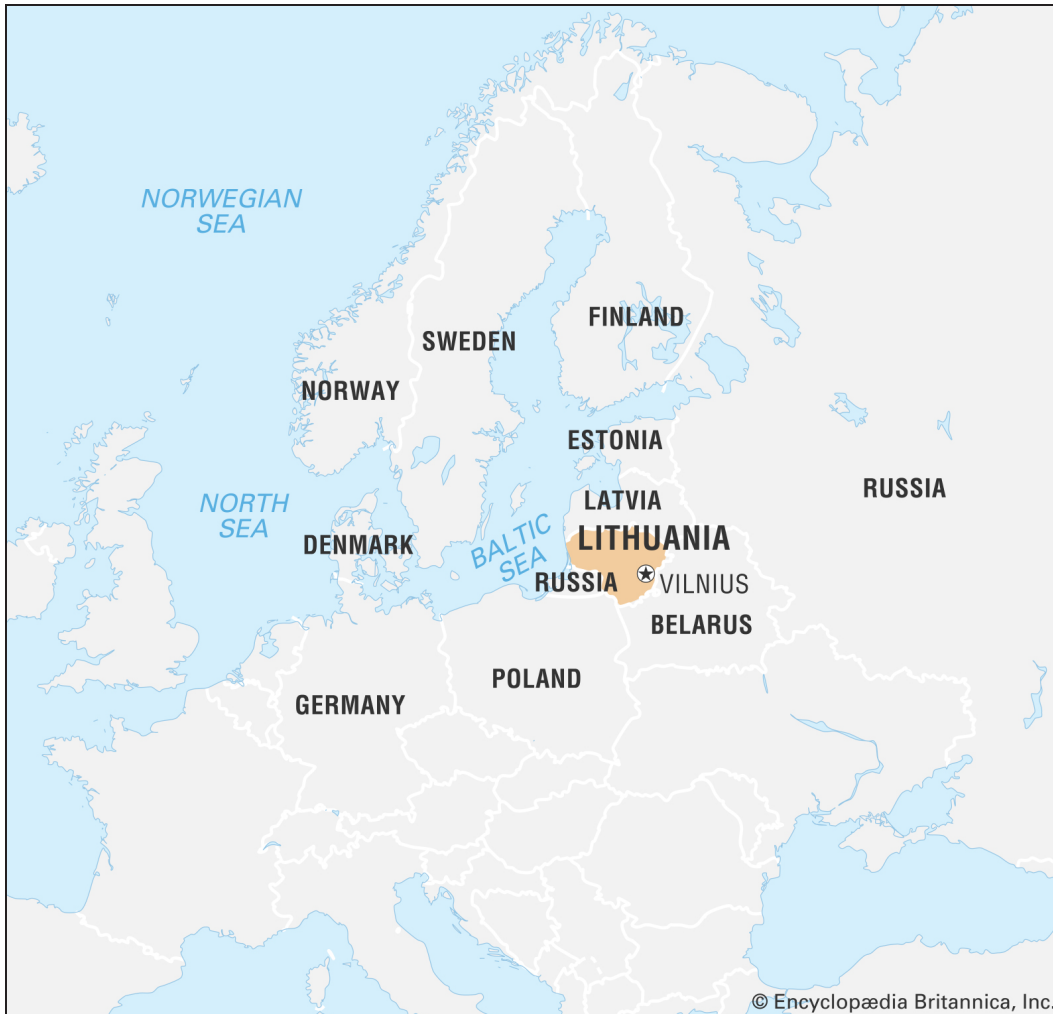 NORWEGIAN
SEA
FINLAND
SWEDEN
NORWAY
ESTONIA
RUSSIA
LATVIA
NORTH
SEA
LITHUANIA
DENMARK
BALTIC
SEA
RUSSIA
VILNIUS
BELARUS
POLAND
GERMANY
© Encyclopædia Britannica, Inc.